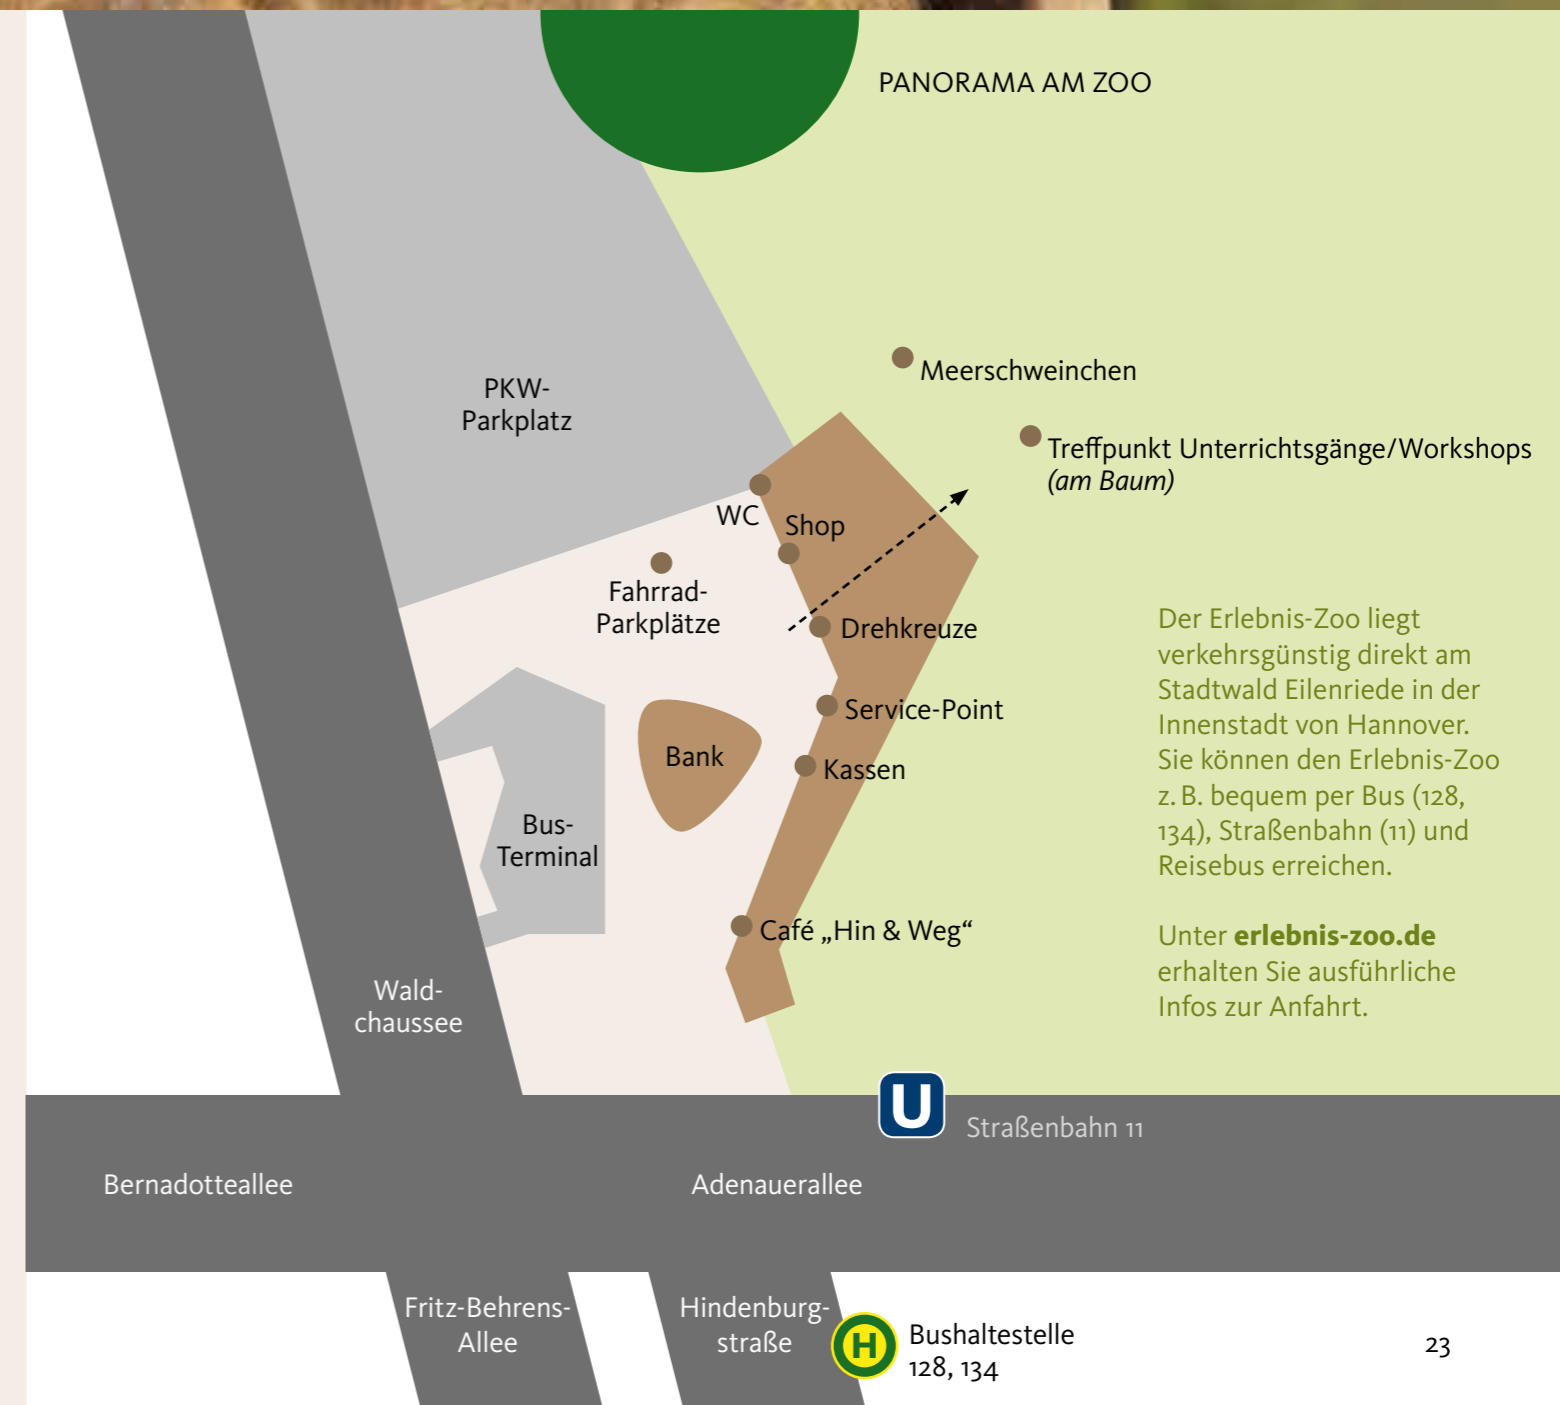 PANORAMA AM ZOO
PKW-
Parkplatz
Meerschweinchen
Treffpunkt Unterrichtsgänge/Workshops
(am Baum)
WC
Shop
Fahrrad-
Parkplätze
Drehkreuze
Service-Point
Bank
Kassen
Bus-
Terminal
Café „Hin & Weg“
Wald-
chaussee
Der Erlebnis-Zoo liegt
verkehrsgünstig direkt am
Stadtwald Eilenriede in der
Innenstadt von Hannover.
Sie können den Erlebnis-Zoo
z. B. bequem per Bus (128,
134), Straßenbahn (11) und
Reisebus erreichen.
Unter erlebnis-zoo.de
erhalten Sie ausführliche
Infos zur Anfahrt.
U
Straßenbahn 11
Bernadotteallee
Adenauerallee
Fritz-Behrens-
Allee
Hindenburg-
straße
H
Bushaltestelle
128, 134
23